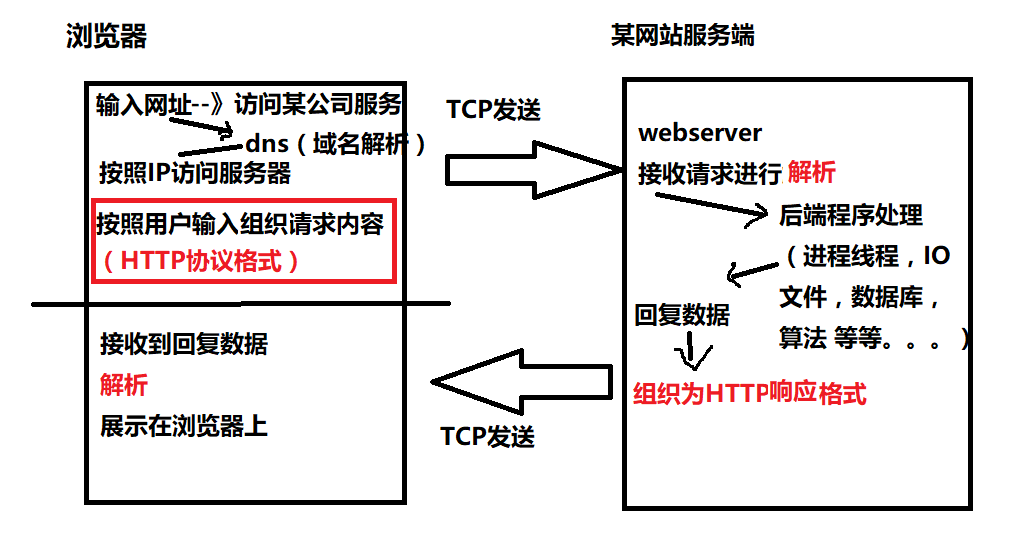 浏览器
输入网址--》访问某公司服务
dns（域名解析）
按照IP访问服务器
按照用户输入组织请求内容
（HTTP协议格式）
接收到回复数据
解析
展示在浏览器上
TCP发送
TCP发送
某网站服务端
webserver
接收请求进行解析
后端程序处理
（进程线程，IO
文件，数据库，
算法 等等。。。）
回复数据
组织为HTTP响应格式